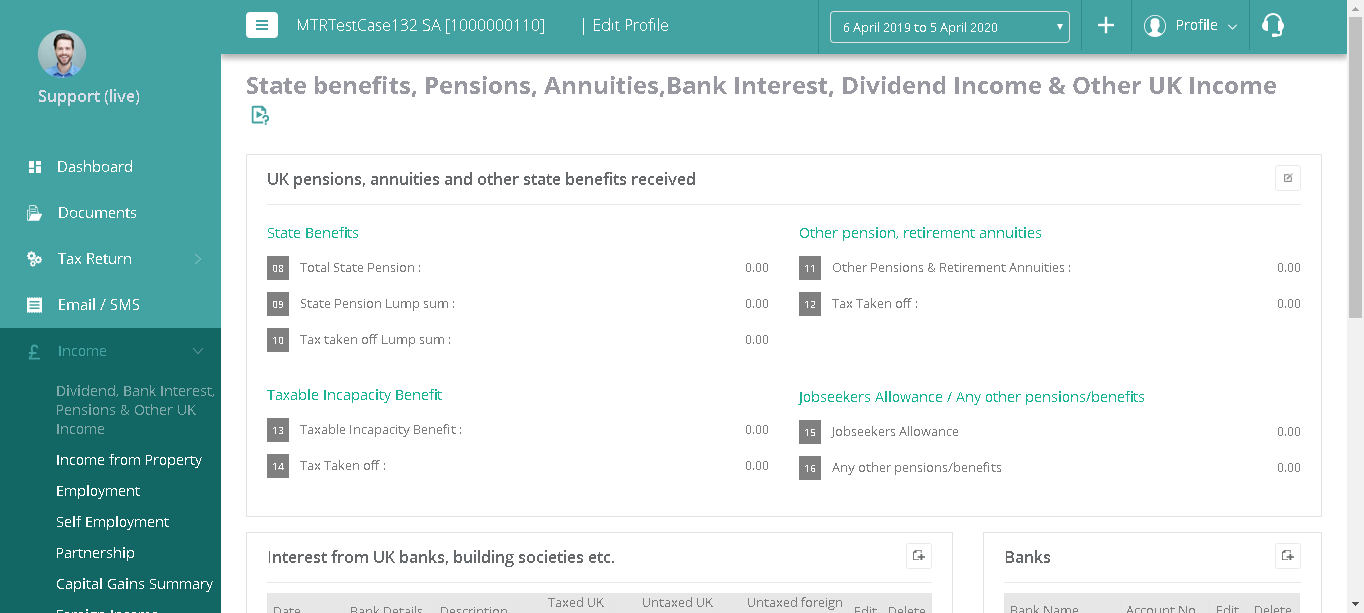 MTRTestCase132 SA [1000000110] | Edit Profile
6 April 2019 to 5 April 2020
Profile
Support (live)
Dashboard
Documents
Tax Return
Email / SMS
£ Income
Dividend, Bank Interest,
Pensions & Other UK
Income
Income from Property
Employment
Self Employment
Partnership
Capital Gains Summary
Foreign Income
State benefits, Pensions, Annuities,Bank Interest, Dividend Income & Other UK Income
UK pensions, annuities and other state benefits received
State Benefits
08 Total State Pension : 0.00
09 State Pension Lump sum : 0.00
10 Tax taken off Lump sum : 0.00
Other pension, retirement annuities
11 Other Pensions & Retirement Annuities : 0.00
12 Tax Taken off : 0.00
Taxable Incapacity Benefit
13 Taxable Incapacity Benefit : 0.00
14 Tax Taken off : 0.00
Jobseekers Allowance / Any other pensions/benefits
15 Jobseekers Allowance 0.00
16 Any other pensions/benefits 0.00
Interest from UK banks, building societies etc.
Date Bank Details Description Taxed UK Untaxed UK Untaxed foreign Edit Delete
Banks
Bank Name Account No Edit Delete